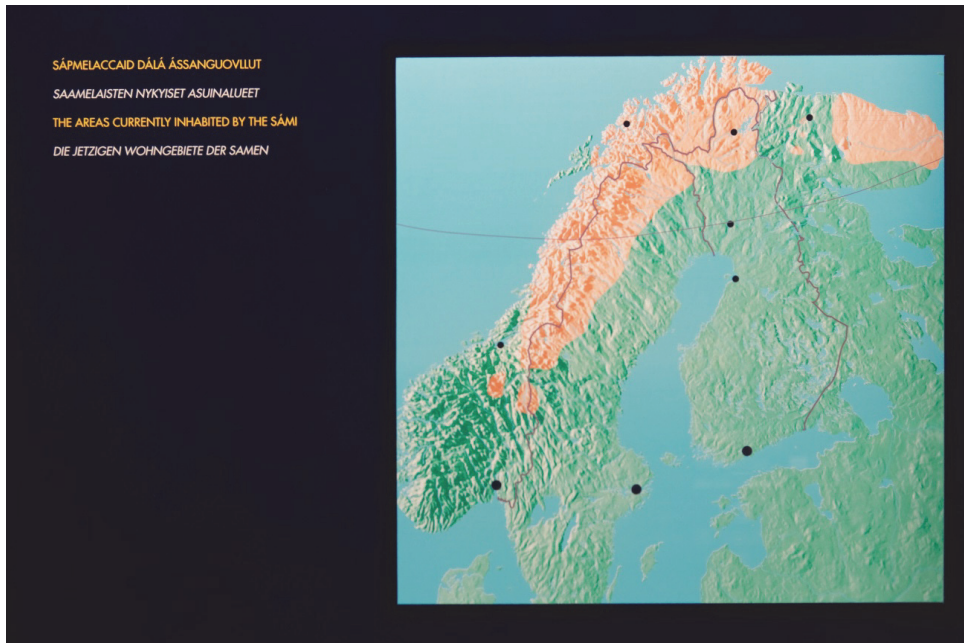 SÁPMELACCAID DÁLÁ ÁSSANGUOVLLUT
SAAMELAISTEN NYKYISET ASUINALUEET
THE AREAS CURRENTLY INHABITED BY THE SÁMI
DIE JETZIGEN WOHNGEBIETE DER SAMEN